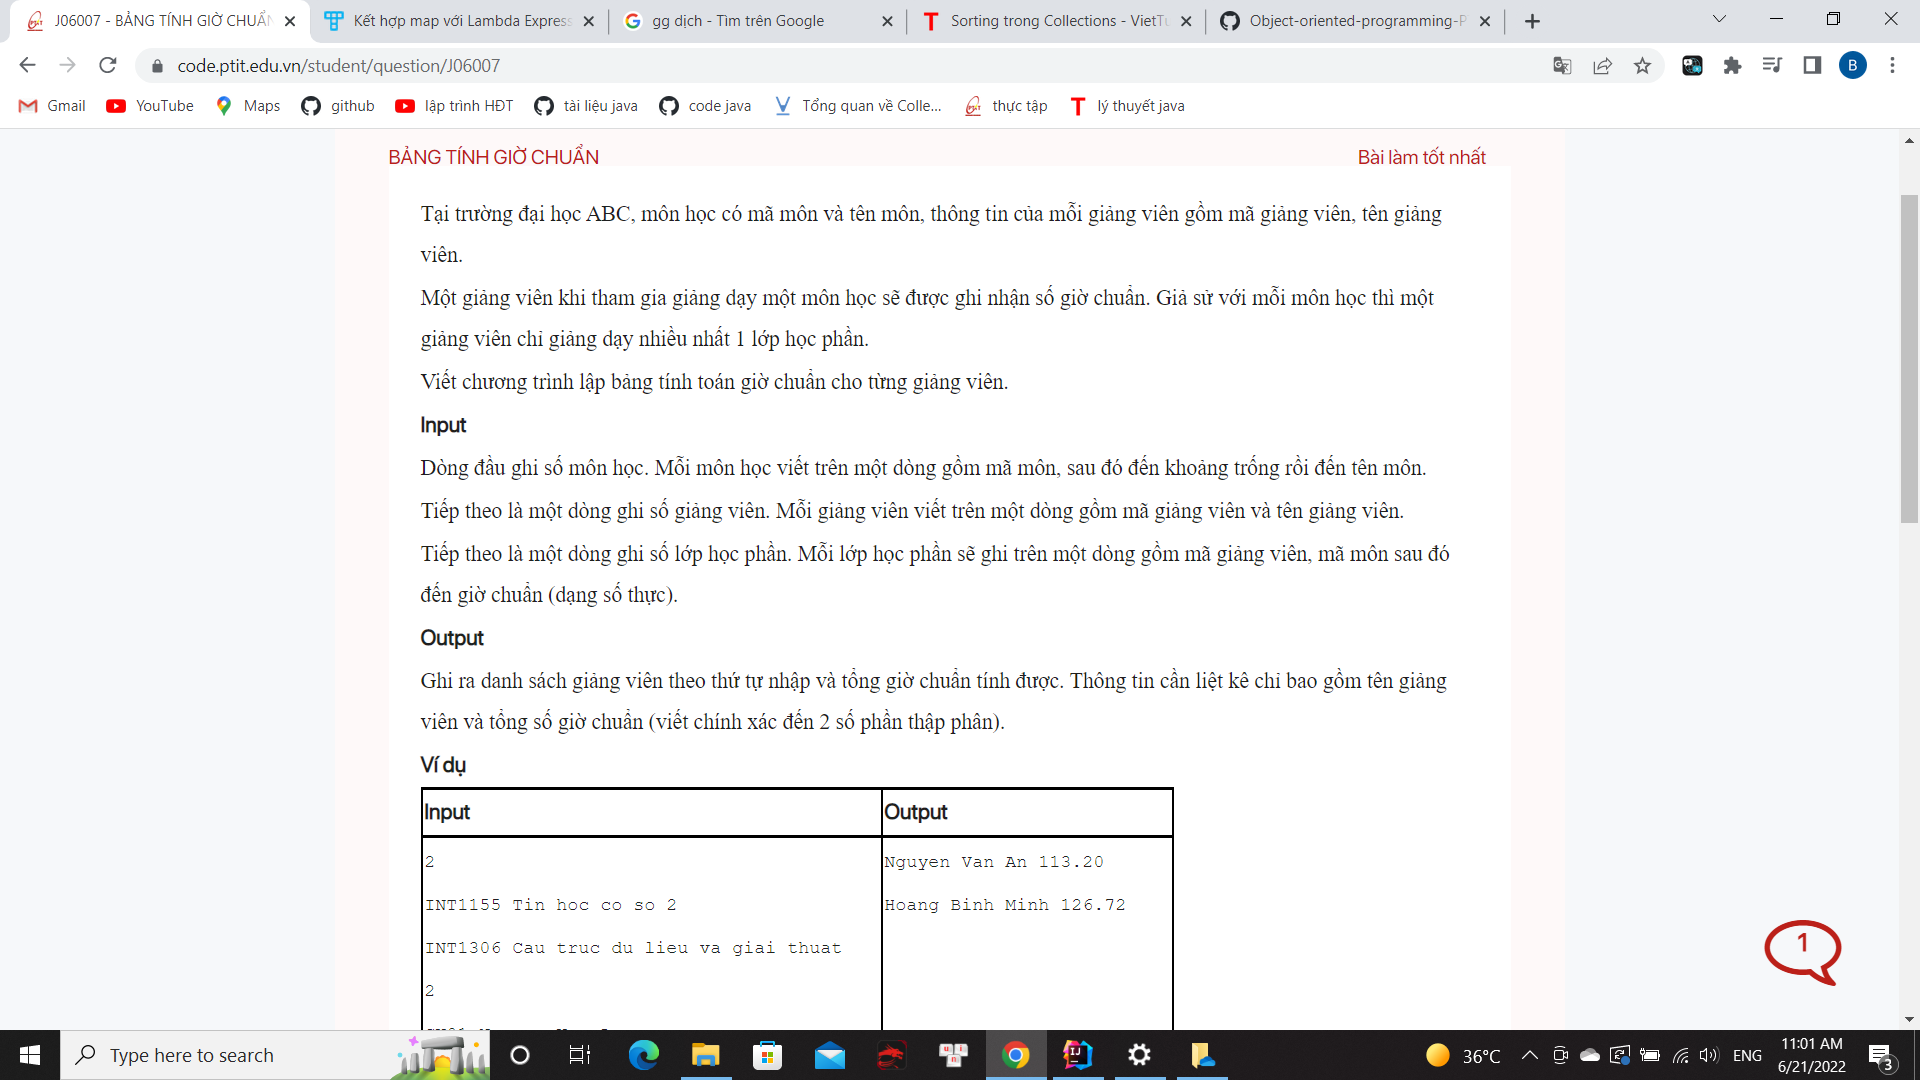 J06007 - BẢNG TÍNH GIỜ CHUẨN
Kết hợp map với Lambda Express
gg dịch - Tìm trên Google
Sorting trong Collections - VietTu
Object-oriented-programming-P
code.ptit.edu.vn/student/question/J06007
B
Gmail
YouTube
Maps
github
lập trình HĐT
tài liệu java
code java
Tổng quan về Colle...
thực tập
lý thuyết java
BẢNG TÍNH GIỜ CHUẨN
Bài làm tốt nhất
Tại trường đại học ABC, môn học có mã môn và tên môn, thông tin của mỗi giảng viên gồm mã giảng viên, tên giảng
viên.
Một giảng viên khi tham gia giảng dạy một môn học sẽ được ghi nhận số giờ chuẩn. Giả sử với mỗi môn học thì một
giảng viên chỉ giảng dạy nhiều nhất 1 lớp học phần.
Viết chương trình lập bảng tính toán giờ chuẩn cho từng giảng viên.
Input
Dòng đầu ghi số môn học. Mỗi môn học viết trên một dòng gồm mã môn, sau đó đến khoảng trống rồi đến tên môn.
Tiếp theo là một dòng ghi số giảng viên. Mỗi giảng viên viết trên một dòng gồm mã giảng viên và tên giảng viên.
Tiếp theo là một dòng ghi số lớp học phần. Mỗi lớp học phần sẽ ghi trên một dòng gồm mã giảng viên, mã môn sau đó
đến giờ chuẩn (dạng số thực).
Output
Ghi ra danh sách giảng viên theo thứ tự nhập và tổng giờ chuẩn tính được. Thông tin cần liệt kê chỉ bao gồm tên giảng
viên và tổng số giờ chuẩn (viết chính xác đến 2 số phần thập phân).
Ví dụ
Input
Output
2
Nguyen Van An 113.20
INT1155 Tin hoc co so 2
Hoang Binh Minh 126.72
INT1306 Cau truc du lieu va giai thuat
2
1
Type here to search
36°C
ENG
11:01 AM
6/21/2022
3